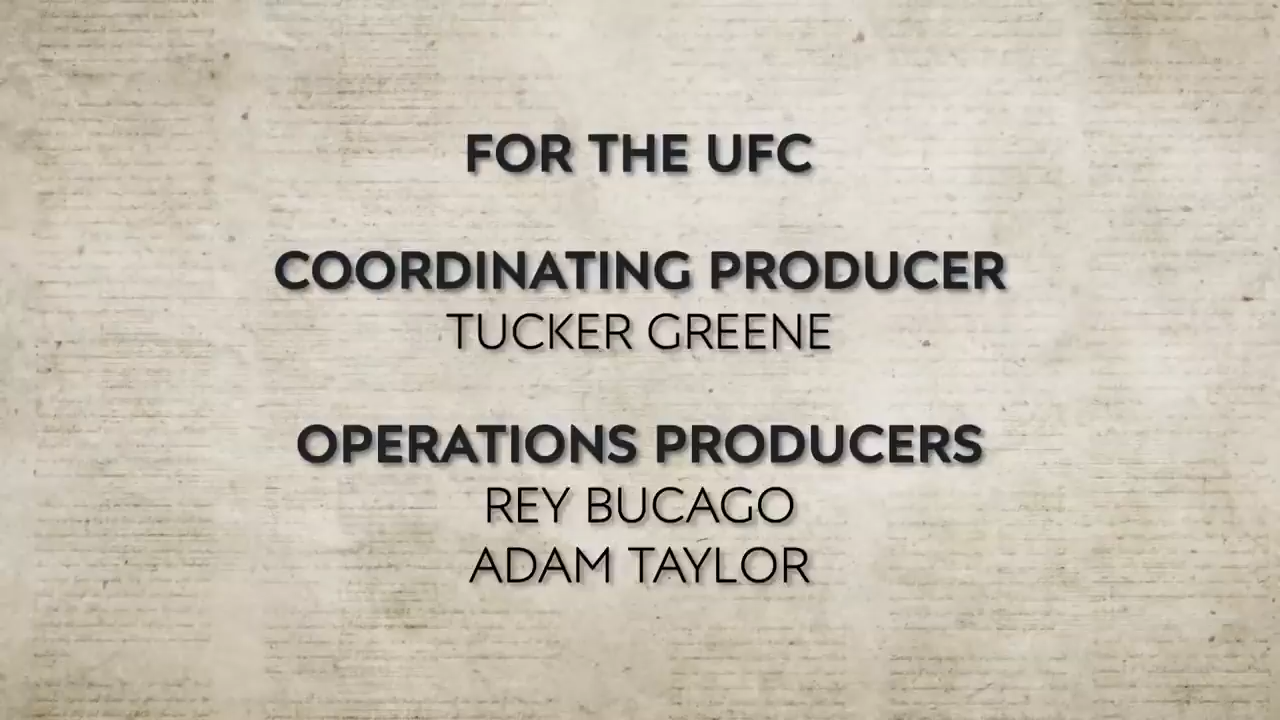 FOR THE UFC
COORDINATING PRODUCER
TUCKER GREENE
OPERATIONS PRODUCERS
REY BUCAGO
ADAM TAYLOR